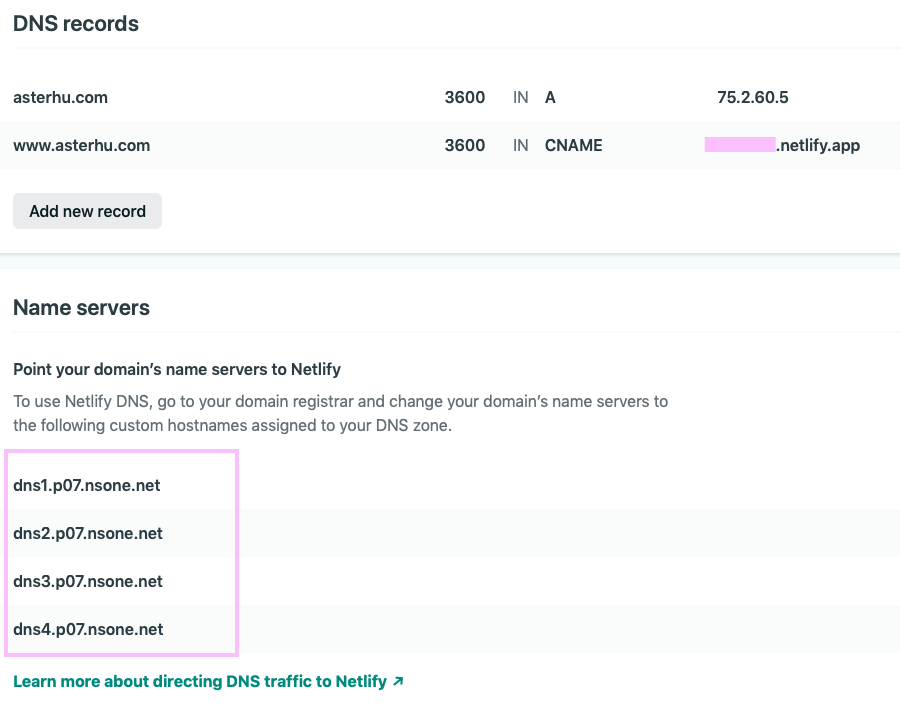 DNS records
asterhu.com 3600 IN A 75.2.60.5
www.asterhu.com 3600 IN CNAME .netlify.app
Add new record
Name servers
Point your domain’s name servers to Netlify
To use Netlify DNS, go to your domain registrar and change your domain’s name servers to
the following custom hostnames assigned to your DNS zone.
dns1.p07.nsone.net
dns2.p07.nsone.net
dns3.p07.nsone.net
dns4.p07.nsone.net
Learn more about directing DNS traffic to Netlify ↗